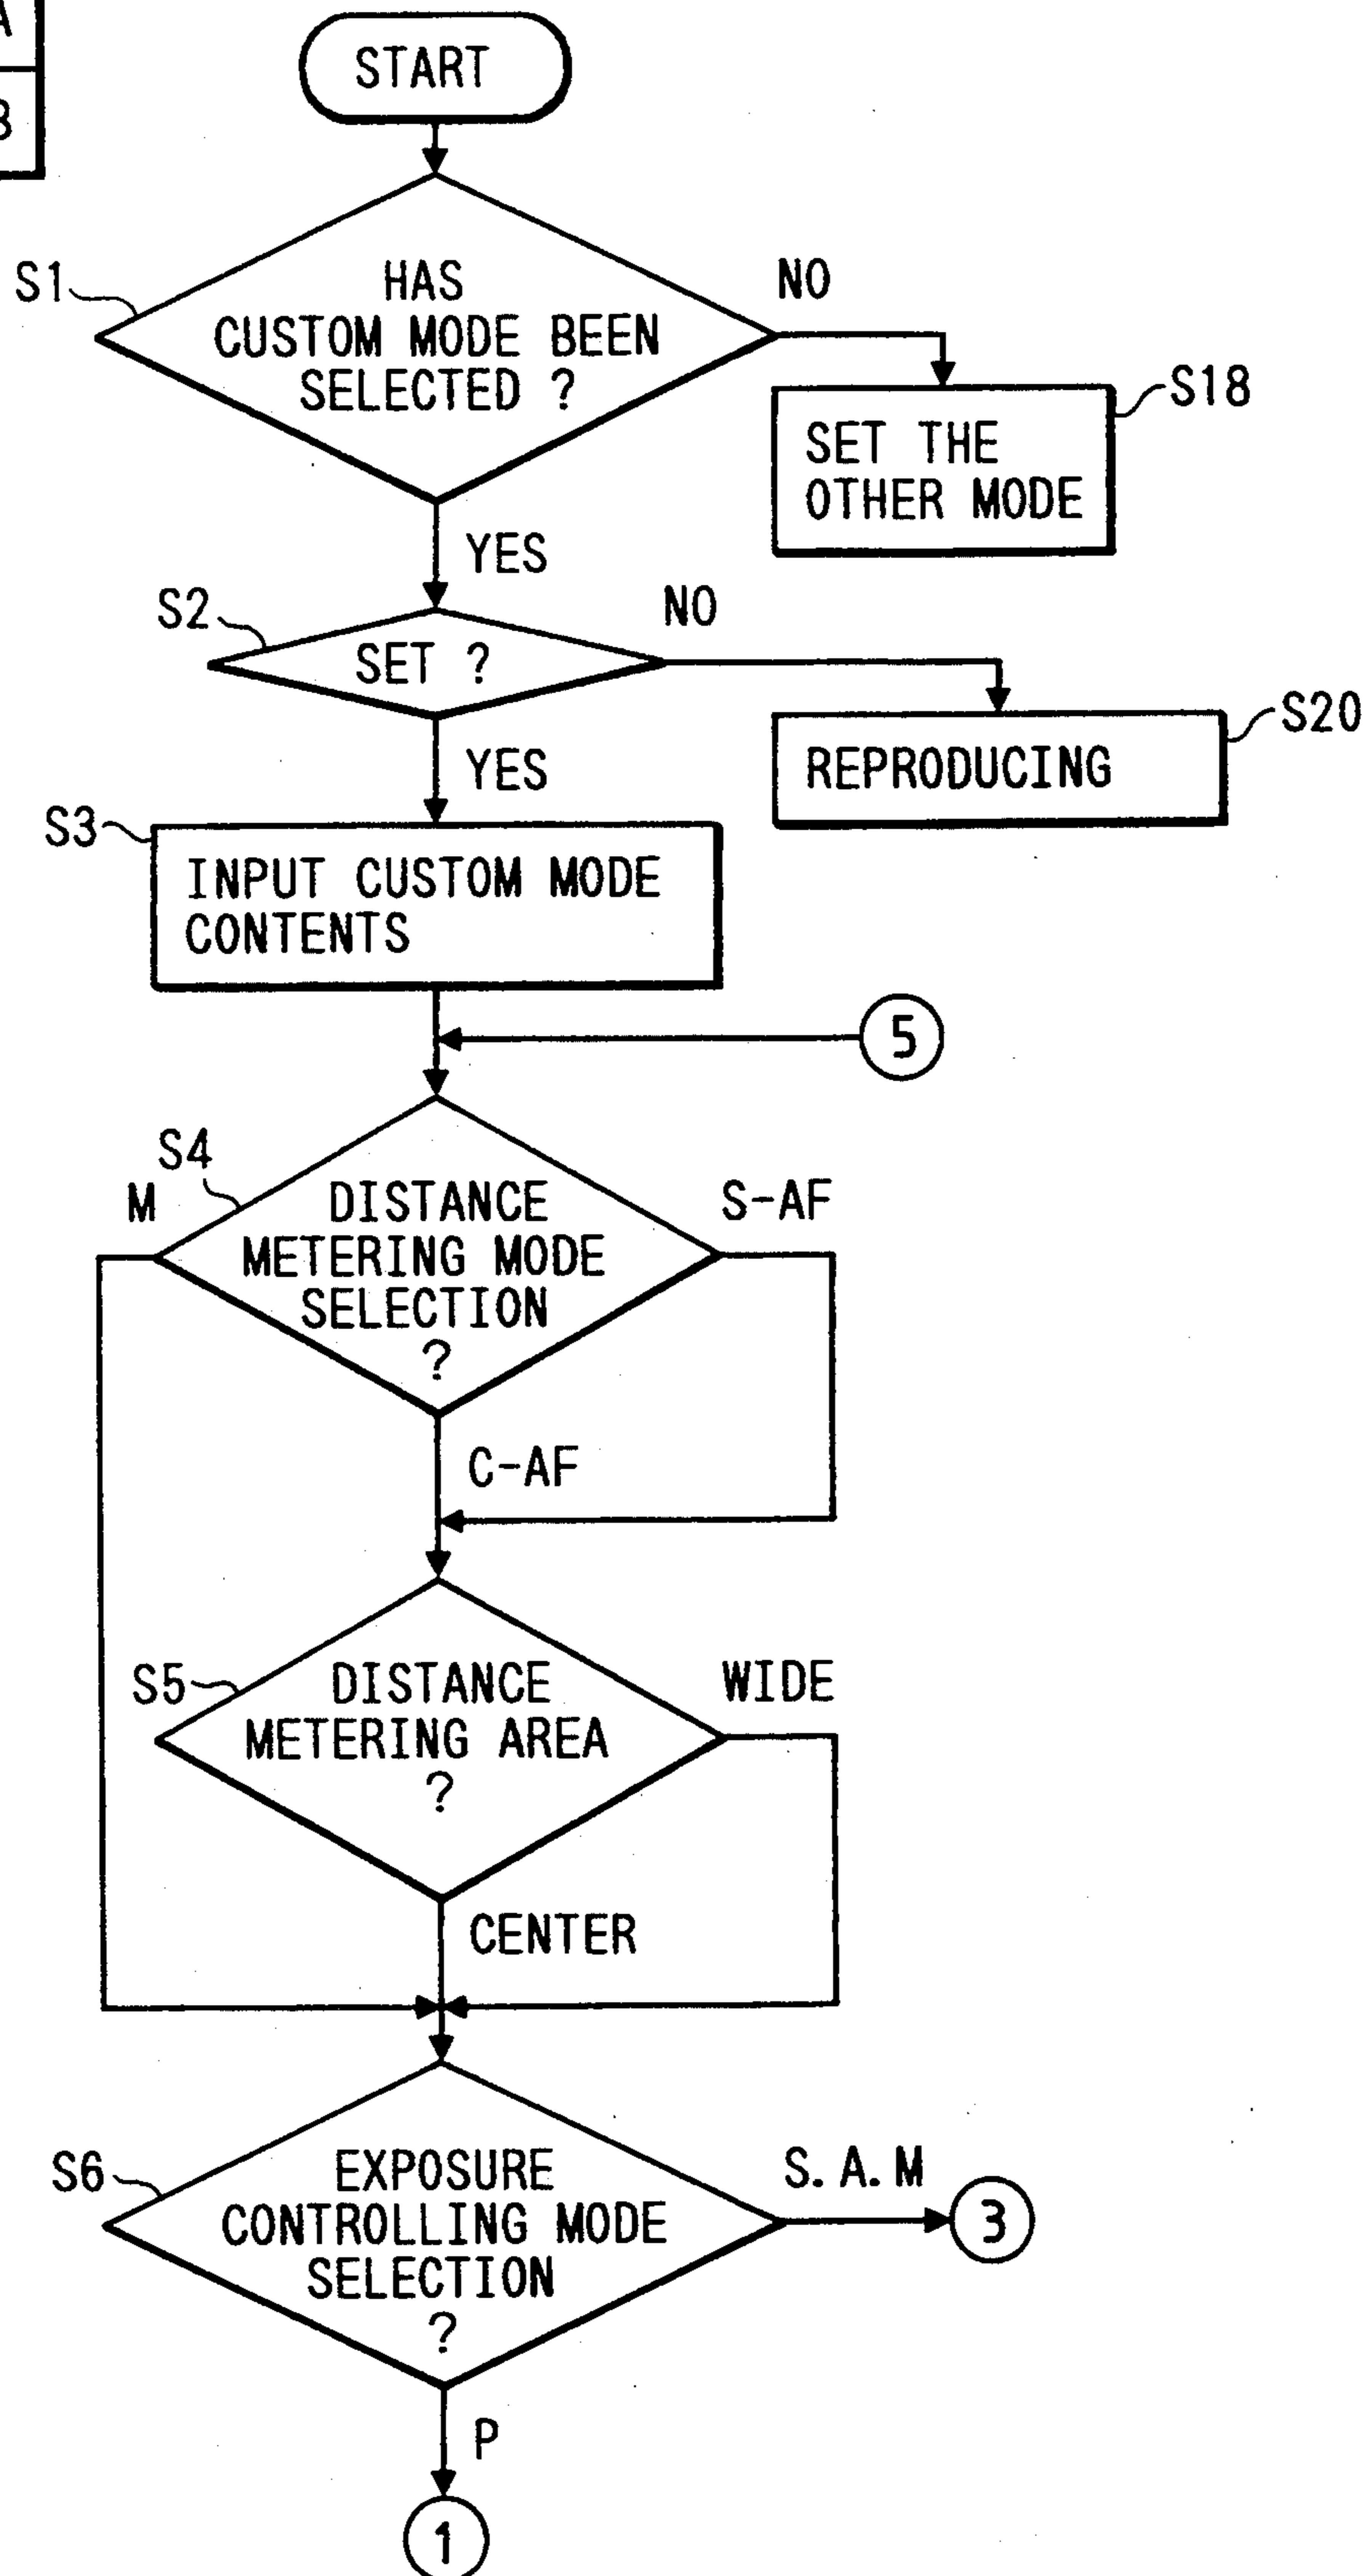 A
B
START
S1
HAS
CUSTOM MODE BEEN
SELECTED ?
NO
S18
SET THE
OTHER MODE
YES
S2
SET ?
NO
S20
REPRODUCING
YES
S3
INPUT CUSTOM MODE
CONTENTS
5
S4
M
DISTANCE
METERING MODE
SELECTION
?
S-AF
C-AF
S5
DISTANCE
METERING AREA
?
WIDE
CENTER
S6
EXPOSURE
CONTROLLING MODE
SELECTION
?
S. A. M
3
P
1